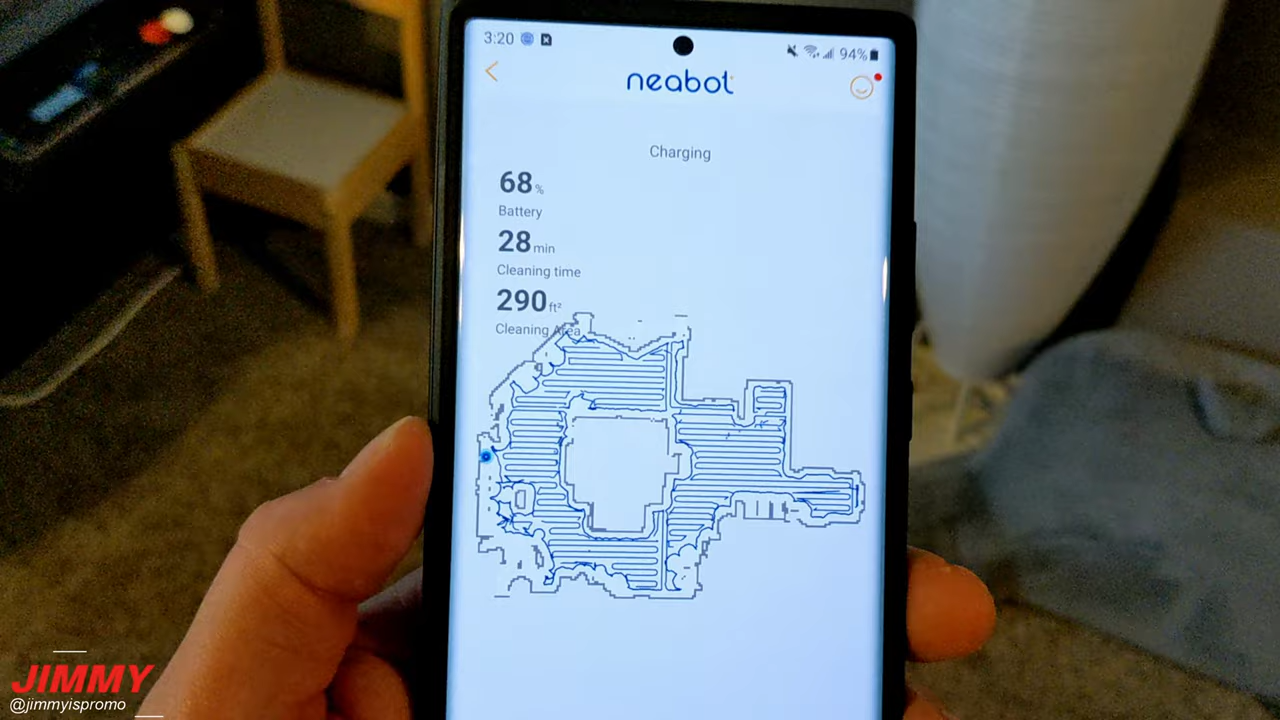 3:20
94%
neabot
Charging
68%
Battery
28 min
Cleaning time
290 ft²
Cleaning Area
JIMMY
@jimmyispromo